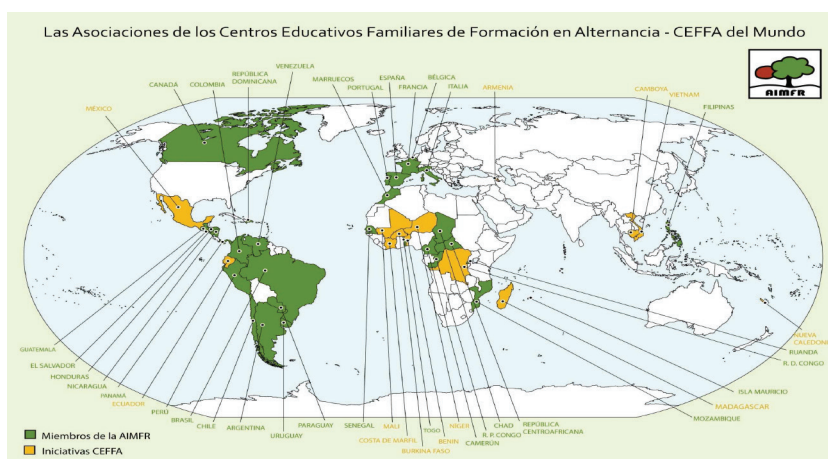 Las Asociaciones de los Centros Educativos Familiares de Formación en Alternancia - CEFFA del Mundo
AIMFR
VENEZUELA
REPÚBLICA
DOMINICANA
COLOMBIA
CANADÁ
MÉXICO
MARRUECOS
PORTUGAL
ESPAÑA
FRANCIA
BÉLGICA
ITALIA
ARMENIA
CAMBOYA
VIETNAM
FILIPINAS
NUEVA
CALEDONIA
RUANDA
R. D. CONGO
ISLA MAURICIO
MADAGASCAR
MOZAMBIQUE
GUATEMALA
EL SALVADOR
HONDURAS
NICARAGUA
PANAMÁ
ECUADOR
PERÚ
BRASIL
CHILE
ARGENTINA
URUGUAY
PARAGUAY
SENEGAL
MALI
COSTA DE MARFIL
BURKINA FASO
TOGO
BENIN
NIGER
CAMERÚN
R. P. CONGO
CHAD
REPÚBLICA
CENTROAFRICANA
Miembros de la AIMFR
Iniciativas CEFFA